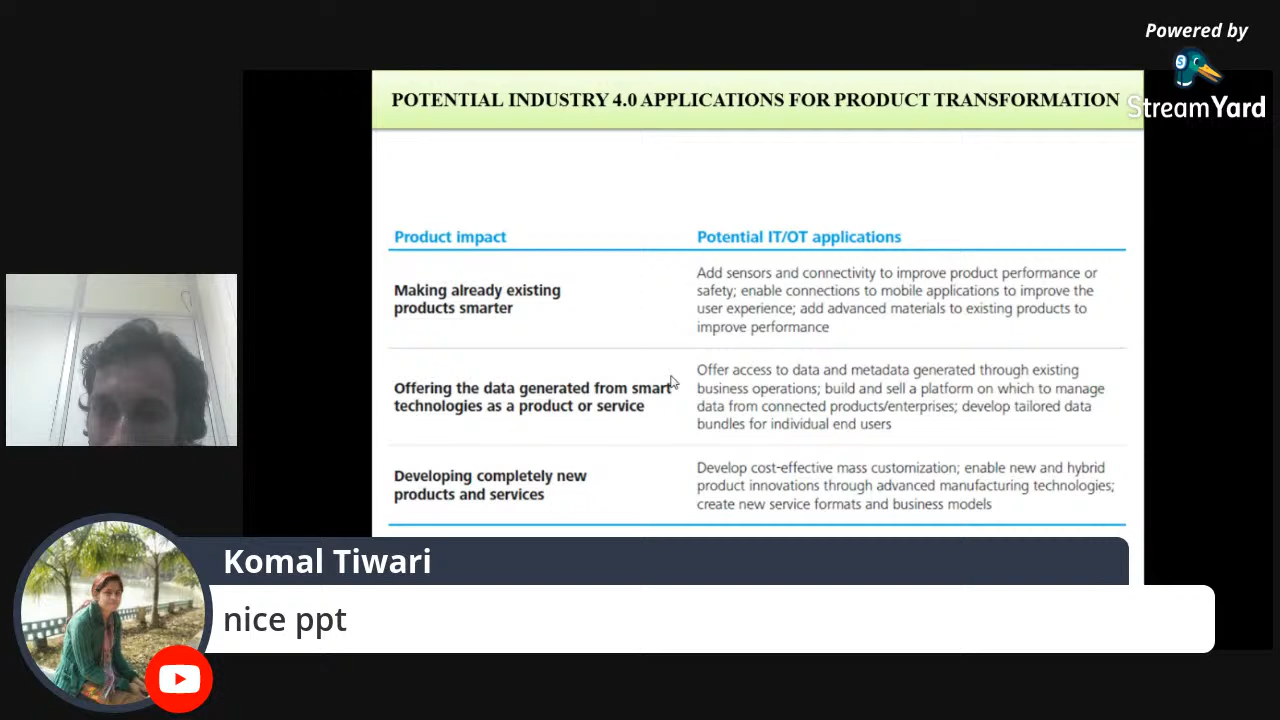 Powered by
StreamYard
POTENTIAL INDUSTRY 4.0 APPLICATIONS FOR PRODUCT TRANSFORMATION
Product impact
Potential IT/OT applications
Making already existing
products smarter
Add sensors and connectivity to improve product performance or
safety; enable connections to mobile applications to improve the
user experience; add advanced materials to existing products to
improve performance
Offering the data generated from smart
technologies as a product or service
Offer access to data and metadata generated through existing
business operations; build and sell a platform on which to manage
data from connected products/enterprises; develop tailored data
bundles for individual end users
Developing completely new
products and services
Develop cost-effective mass customization; enable new and hybrid
product innovations through advanced manufacturing technologies;
create new service formats and business models
Komal Tiwari
nice ppt